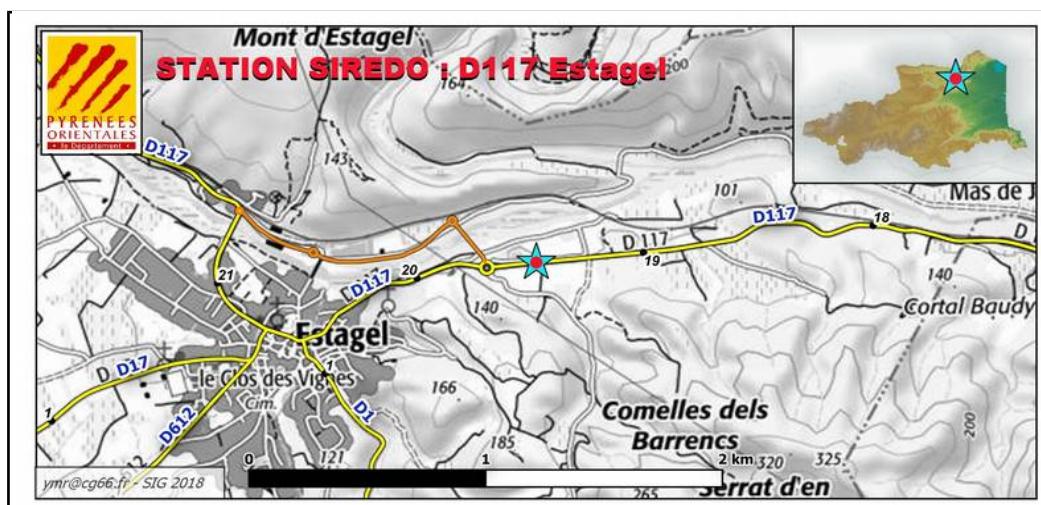 Mont d'Estagel
STATION SIREDO : D117 Estagel
PYRENEES
ORIENTALES
le Département
200
164
D117
143
101
Mas de J
D117
18
D 117
D
19
20
21
D117
140
140
Cortal Baudy
Estagel
D D17
le Clos des Vignes
1
1
166
Cim.
D1
Comelles dels
Barrencs
D612
185
200
121
0
1
2 km
320
325
12
ymr@cg66.fr - SIG 2018
265
Serrat d'en